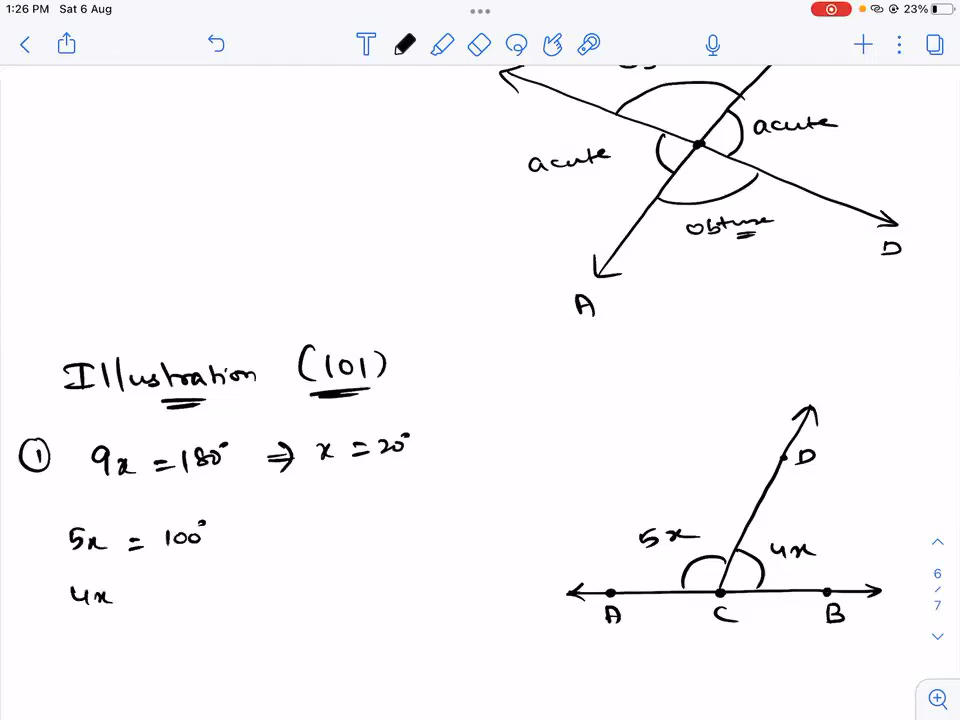 1:26 PM Sat 6 Aug
23%
T
acute
acute
obtuse
D
A
Illustration (101)
① 9x = 180° ⇒ x = 20°
D
5x = 100°
5x 4x
4x
A C B
6
/
7